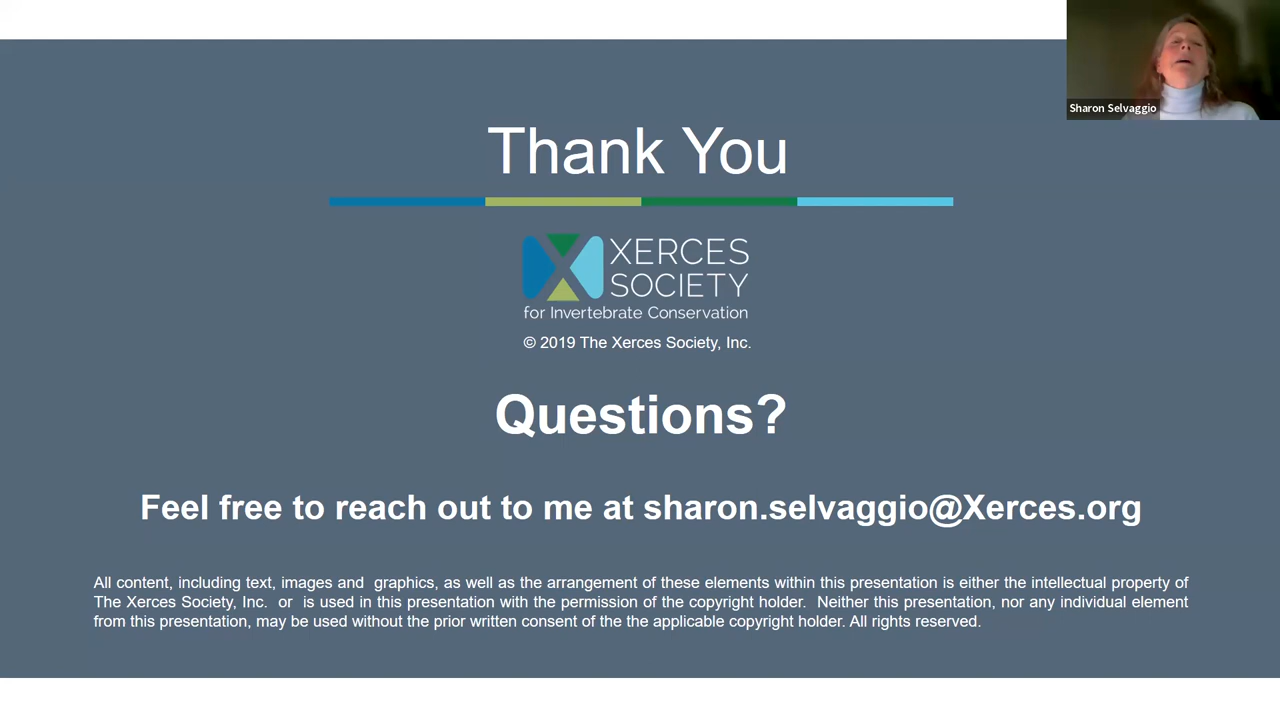 Sharon Selvaggio
Thank You
XERCES
SOCIETY
for Invertebrate Conservation
© 2019 The Xerces Society, Inc.
Questions?
Feel free to reach out to me at sharon.selvaggio@Xerces.org
All content, including text, images and  graphics, as well as the arrangement of these elements within this presentation is either the intellectual property of
The Xerces Society, Inc.  or  is used in this presentation with the permission of the copyright holder.  Neither this presentation, nor any individual element
from this presentation, may be used without the prior written consent of the the applicable copyright holder. All rights reserved.